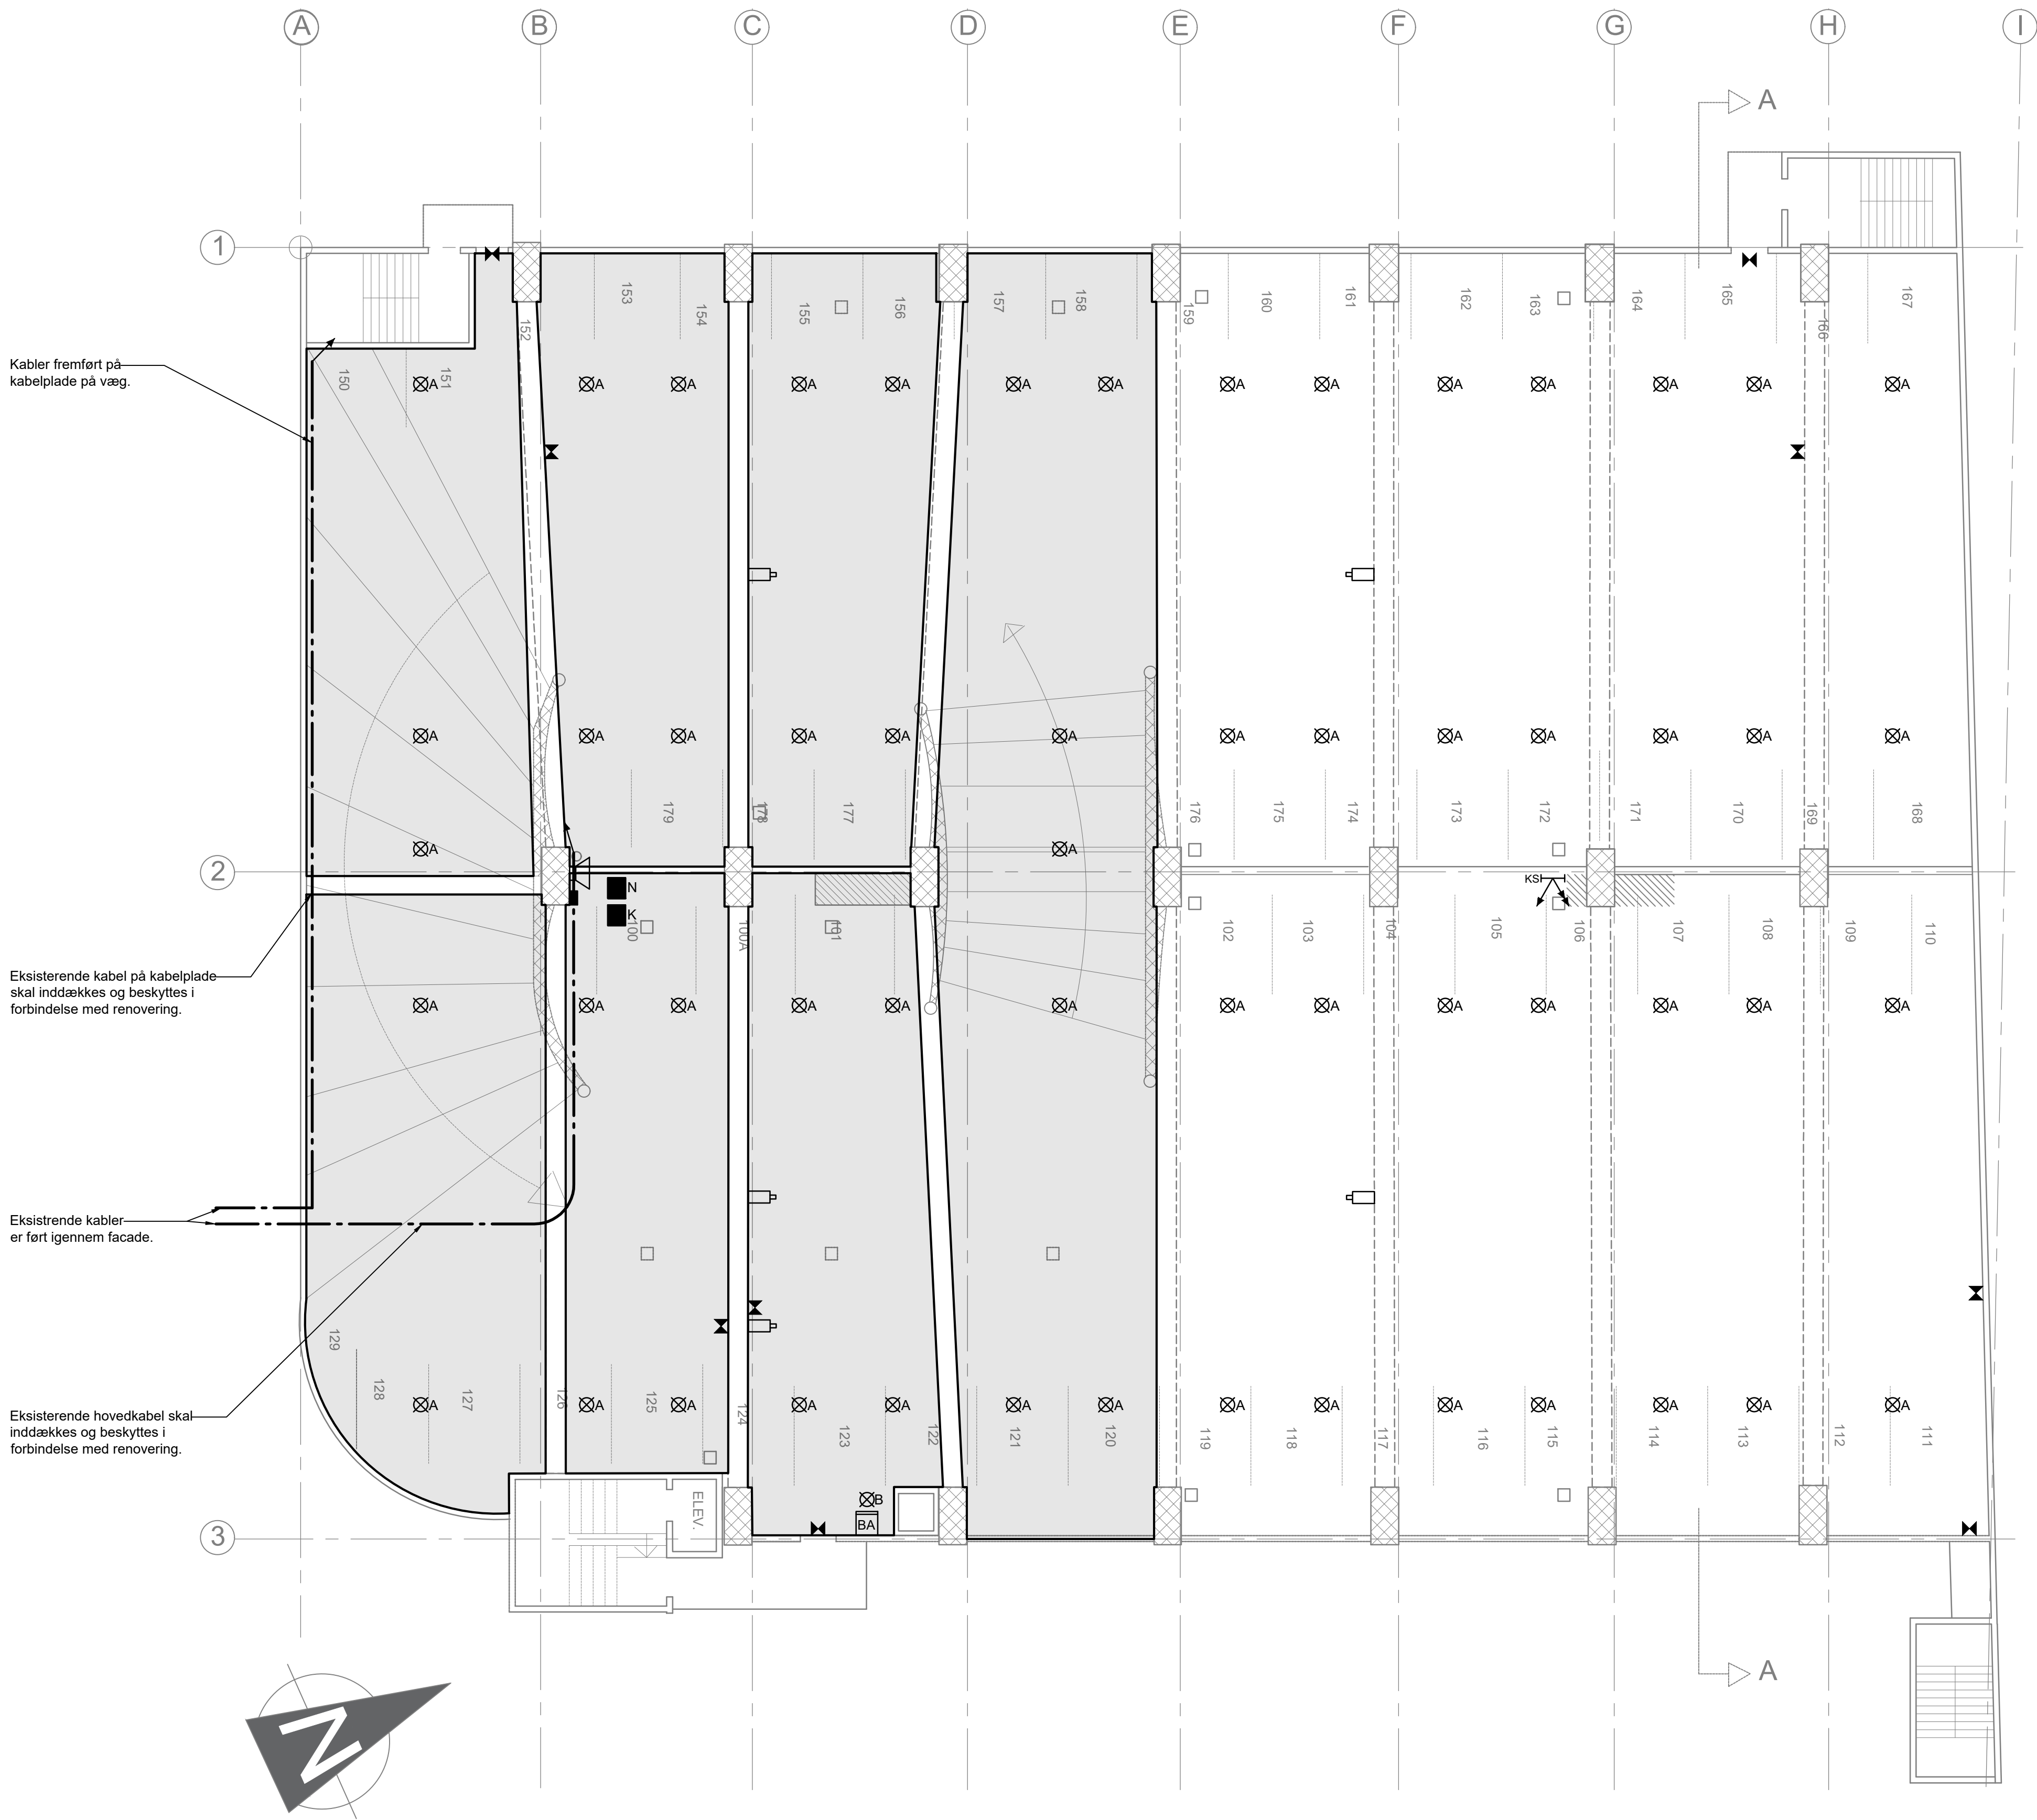 A B C D E F G H I
A
1
153 154 155 156 157 158 159 160 161 162 163 164 165 166 167
152
Kabler fremført på
kabelplade på væg.
150 151
A A A A A A A A A A A A A A
A A A A A A A A A A A A A
179 178 177 176 175 174 173 172 171 170 169 168
A A
2
KSI
N
K
100 100A 101 102 103 104 105 106 107 108 109 110
Eksisterende kabel på kabelplade
skal inddækkes og beskyttes i
forbindelse med renovering.
A A A A A A A A A A A A A
Eksistrende kabler
er ført igennem facade.
129
128 127 126 125 124 123 122 121 120 119 118 117 116 115 114 113 112 111
A A A A A A A A A A A A A A
Eksisterende hovedkabel skal
inddækkes og beskyttes i
forbindelse med renovering.
ELEV.
B
BA
3
A
N